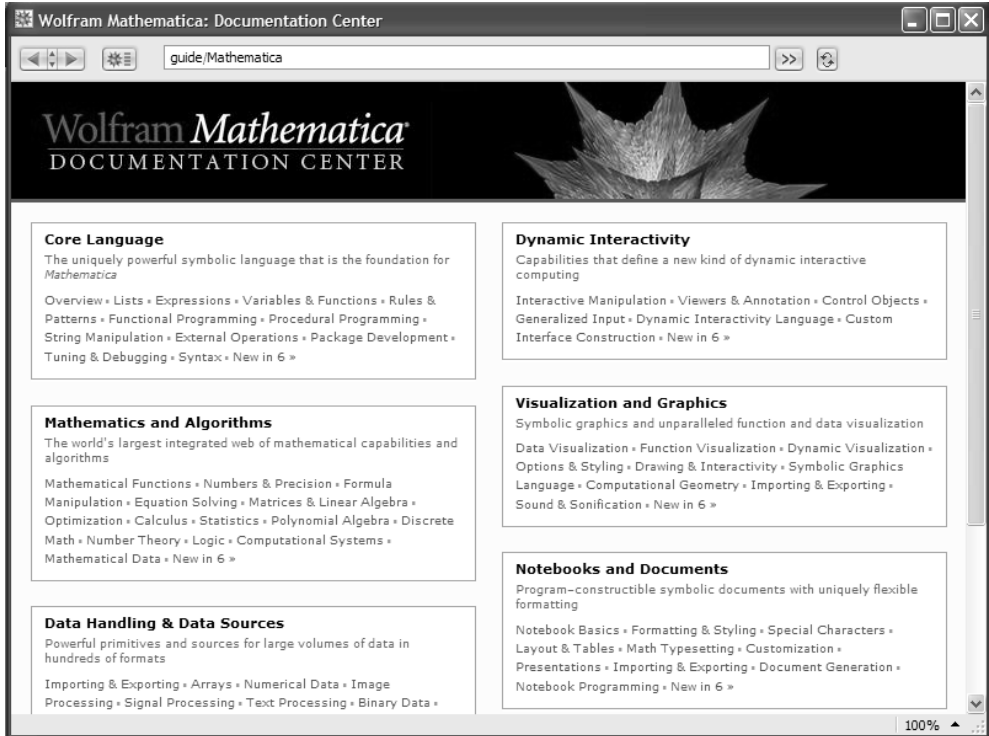 Wolfram Mathematica: Documentation Center
guide/Mathematica
>>
Wolfram Mathematica
DOCUMENTATION CENTER
Core Language
The uniquely powerful symbolic language that is the foundation for
Mathematica
Overview ▪ Lists ▪ Expressions ▪ Variables & Functions ▪ Rules &
Patterns ▪ Functional Programming ▪ Procedural Programming ▪
String Manipulation ▪ External Operations ▪ Package Development ▪
Tuning & Debugging ▪ Syntax ▪ New in 6 »
Mathematics and Algorithms
The world's largest integrated web of mathematical capabilities and
algorithms
Mathematical Functions ▪ Numbers & Precision ▪ Formula
Manipulation ▪ Equation Solving ▪ Matrices & Linear Algebra ▪
Optimization ▪ Calculus ▪ Statistics ▪ Polynomial Algebra ▪ Discrete
Math ▪ Number Theory ▪ Logic ▪ Computational Systems ▪
Mathematical Data ▪ New in 6 »
Data Handling & Data Sources
Powerful primitives and sources for large volumes of data in
hundreds of formats
Importing & Exporting ▪ Arrays ▪ Numerical Data ▪ Image
Processing ▪ Signal Processing ▪ Text Processing ▪ Binary Data ▪
Dynamic Interactivity
Capabilities that define a new kind of dynamic interactive
computing
Interactive Manipulation ▪ Viewers & Annotation ▪ Control Objects ▪
Generalized Input ▪ Dynamic Interactivity Language ▪ Custom
Interface Construction ▪ New in 6 »
Visualization and Graphics
Symbolic graphics and unparalleled function and data visualization
Data Visualization ▪ Function Visualization ▪ Dynamic Visualization ▪
Options & Styling ▪ Drawing & Interactivity ▪ Symbolic Graphics
Language ▪ Computational Geometry ▪ Importing & Exporting ▪
Sound & Sonification ▪ New in 6 »
Notebooks and Documents
Program–constructible symbolic documents with uniquely flexible
formatting
Notebook Basics ▪ Formatting & Styling ▪ Special Characters ▪
Layout & Tables ▪ Math Typesetting ▪ Customization ▪
Presentations ▪ Importing & Exporting ▪ Document Generation ▪
Notebook Programming ▪ New in 6 »
100%